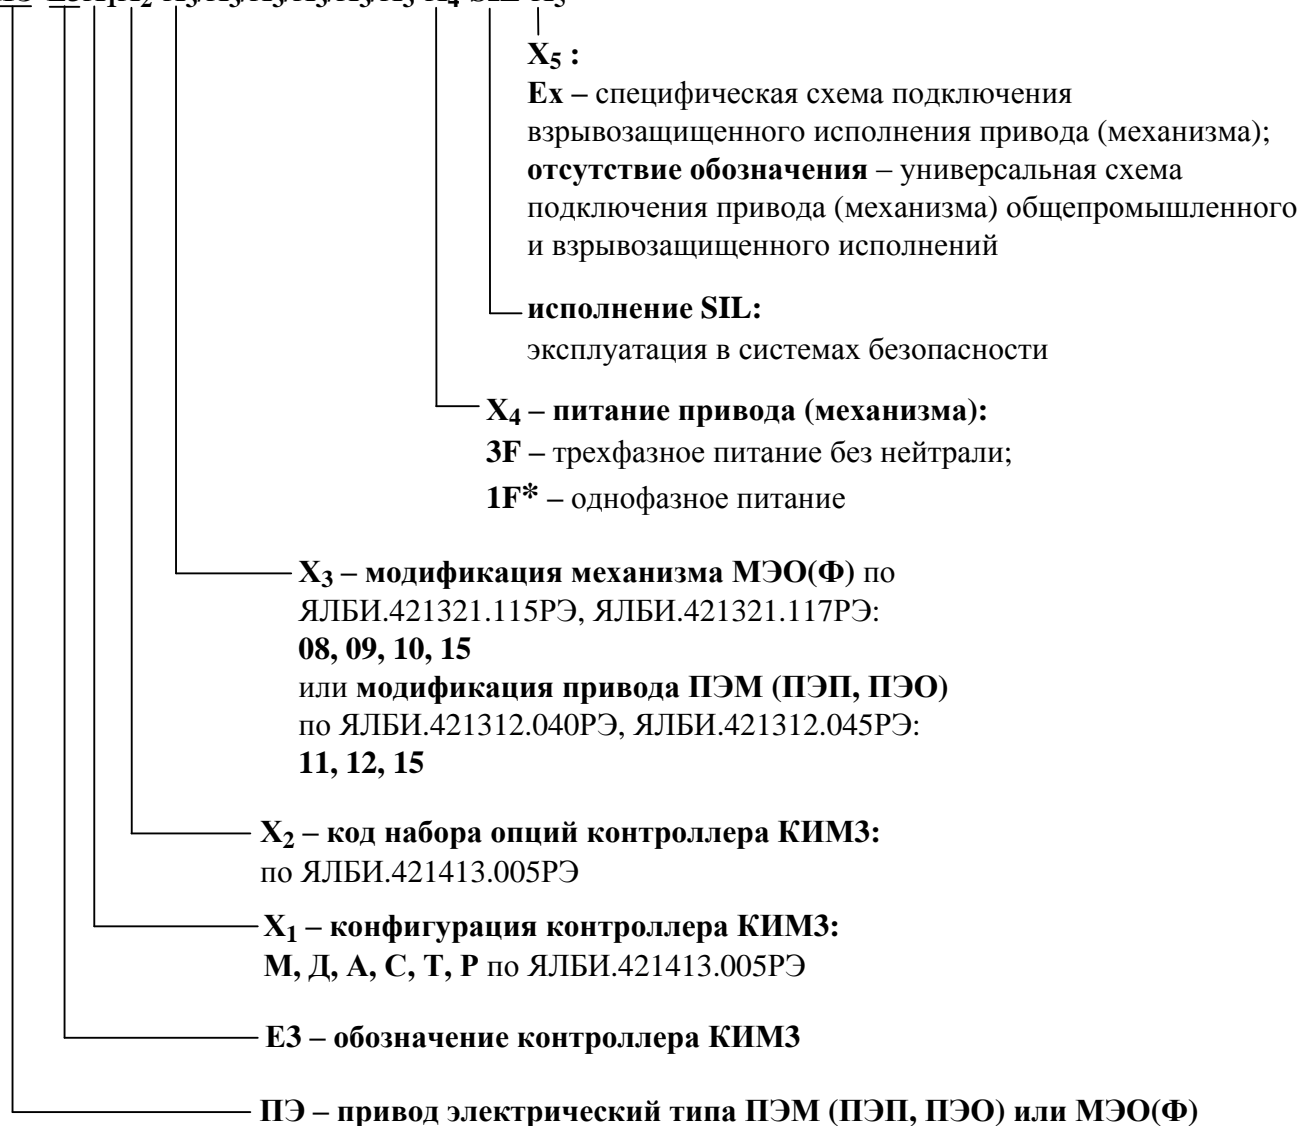 X5 :
Ex – специфическая схема подключения
взрывозащищенного исполнения привода (механизма);
отсутствие обозначения – универсальная схема
подключения привода (механизма) общепромышленного
и взрывозащищенного исполнений
исполнение SIL:
эксплуатация в системах безопасности
X4 – питание привода (механизма):
3F – трехфазное питание без нейтрали;
1F* – однофазное питание
X3 – модификация механизма МЭО(Ф) по
ЯЛБИ.421321.115РЭ, ЯЛБИ.421321.117РЭ:
08, 09, 10, 15
или модификация привода ПЭМ (ПЭП, ПЭО)
по ЯЛБИ.421312.040РЭ, ЯЛБИ.421312.045РЭ:
11, 12, 15
X2 – код набора опций контроллера КИМ3:
по ЯЛБИ.421413.005РЭ
X1 – конфигурация контроллера КИМ3:
М, Д, А, С, Т, Р по ЯЛБИ.421413.005РЭ
Е3 – обозначение контроллера КИМ3
ПЭ – привод электрический типа ПЭМ (ПЭП, ПЭО) или МЭО(Ф)